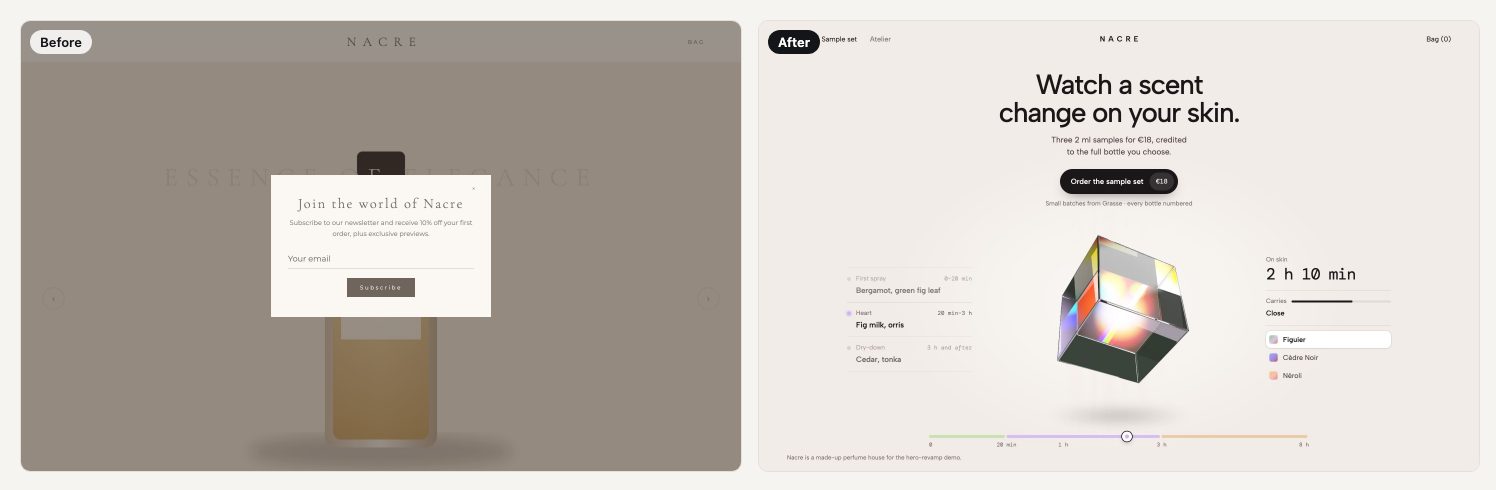 Before
NACRE
BAG
ESSENCE OF ELEGANCE
×
Join the world of Nacre
Subscribe to our newsletter and receive 10% off your first
order, plus exclusive previews.
Your email
Subscribe
‹
›
After
Sample set
Atelier
NACRE
Bag (0)
Watch a scent
change on your skin.
Three 2 ml samples for €18, credited
to the full bottle you choose.
Order the sample set €18
Small batches from Grasse · every bottle numbered
First spray 0–20 min
Bergamot, green fig leaf
Heart 20 min–3 h
Fig milk, orris
Dry-down 3 h and after
Cedar, tonka
On skin
2 h 10 min
Carries
Close
Figuier
Cèdre Noir
Néroli
0 20 min 1 h 3 h 8 h
Nacre is a made-up perfume house for the hero-revamp demo.